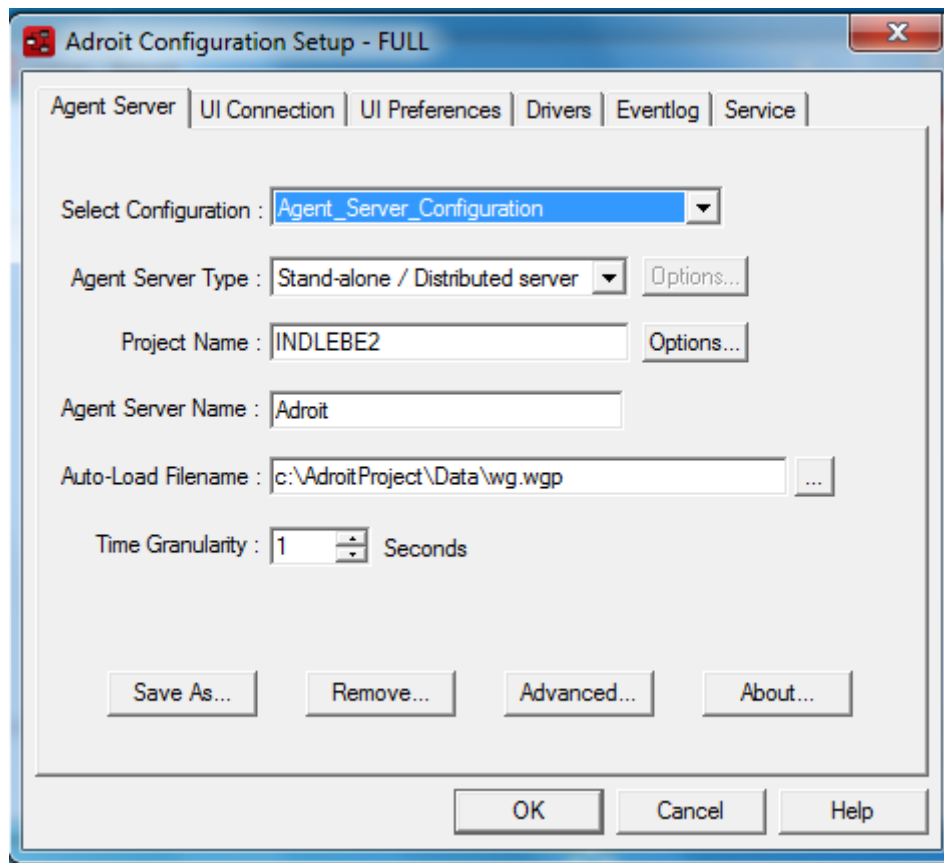 Adroit Configuration Setup - FULL
Agent Server UI Connection UI Preferences Drivers Eventlog Service
Select Configuration : Agent_Server_Configuration
Agent Server Type : Stand-alone / Distributed server Options...
Project Name : INDLEBE2 Options...
Agent Server Name : Adroit
Auto-Load Filename : c:\AdroitProject\Data\wg.wgp ...
Time Granularity : 1 Seconds
Save As... Remove... Advanced... About...
OK Cancel Help